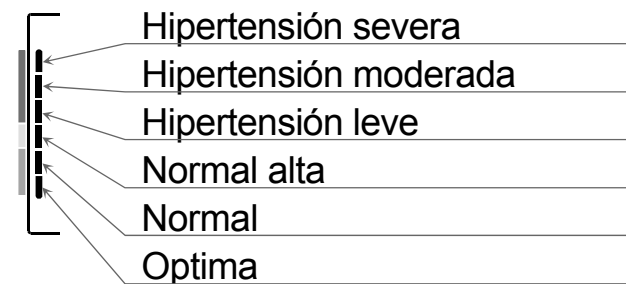 Hipertensión severa
Hipertensión moderada
Hipertensión leve
Normal alta
Normal
Optima